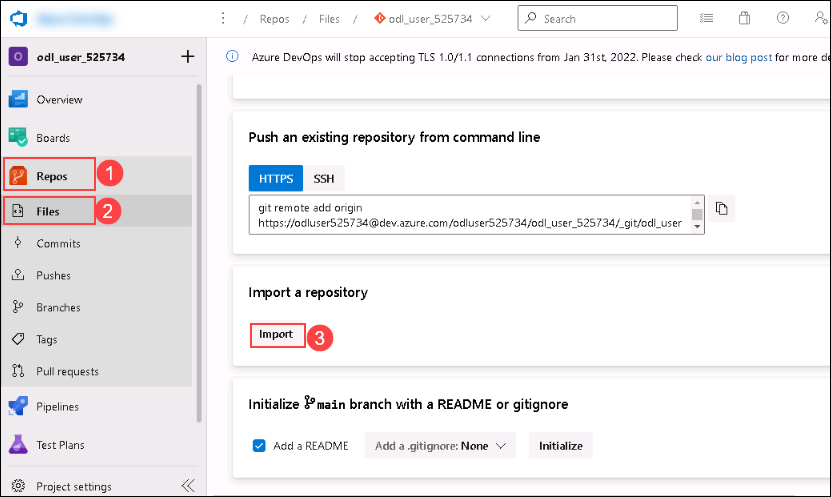 / Repos / Files / odl_user_525734
Search
O odl_user_525734 +
Azure DevOps will stop accepting TLS 1.0/1.1 connections from Jan 31st, 2022. Please check our blog post for more de
Overview
Boards
Repos 1
Files 2
Commits
Pushes
Branches
Tags
Pull requests
Pipelines
Test Plans
Project settings
Push an existing repository from command line
HTTPS SSH
git remote add origin
https://odluser525734@dev.azure.com/odluser525734/odl_user_525734/_git/odl_user
Import a repository
Import 3
Initialize main branch with a README or gitignore
Add a README Add a .gitignore: None Initialize